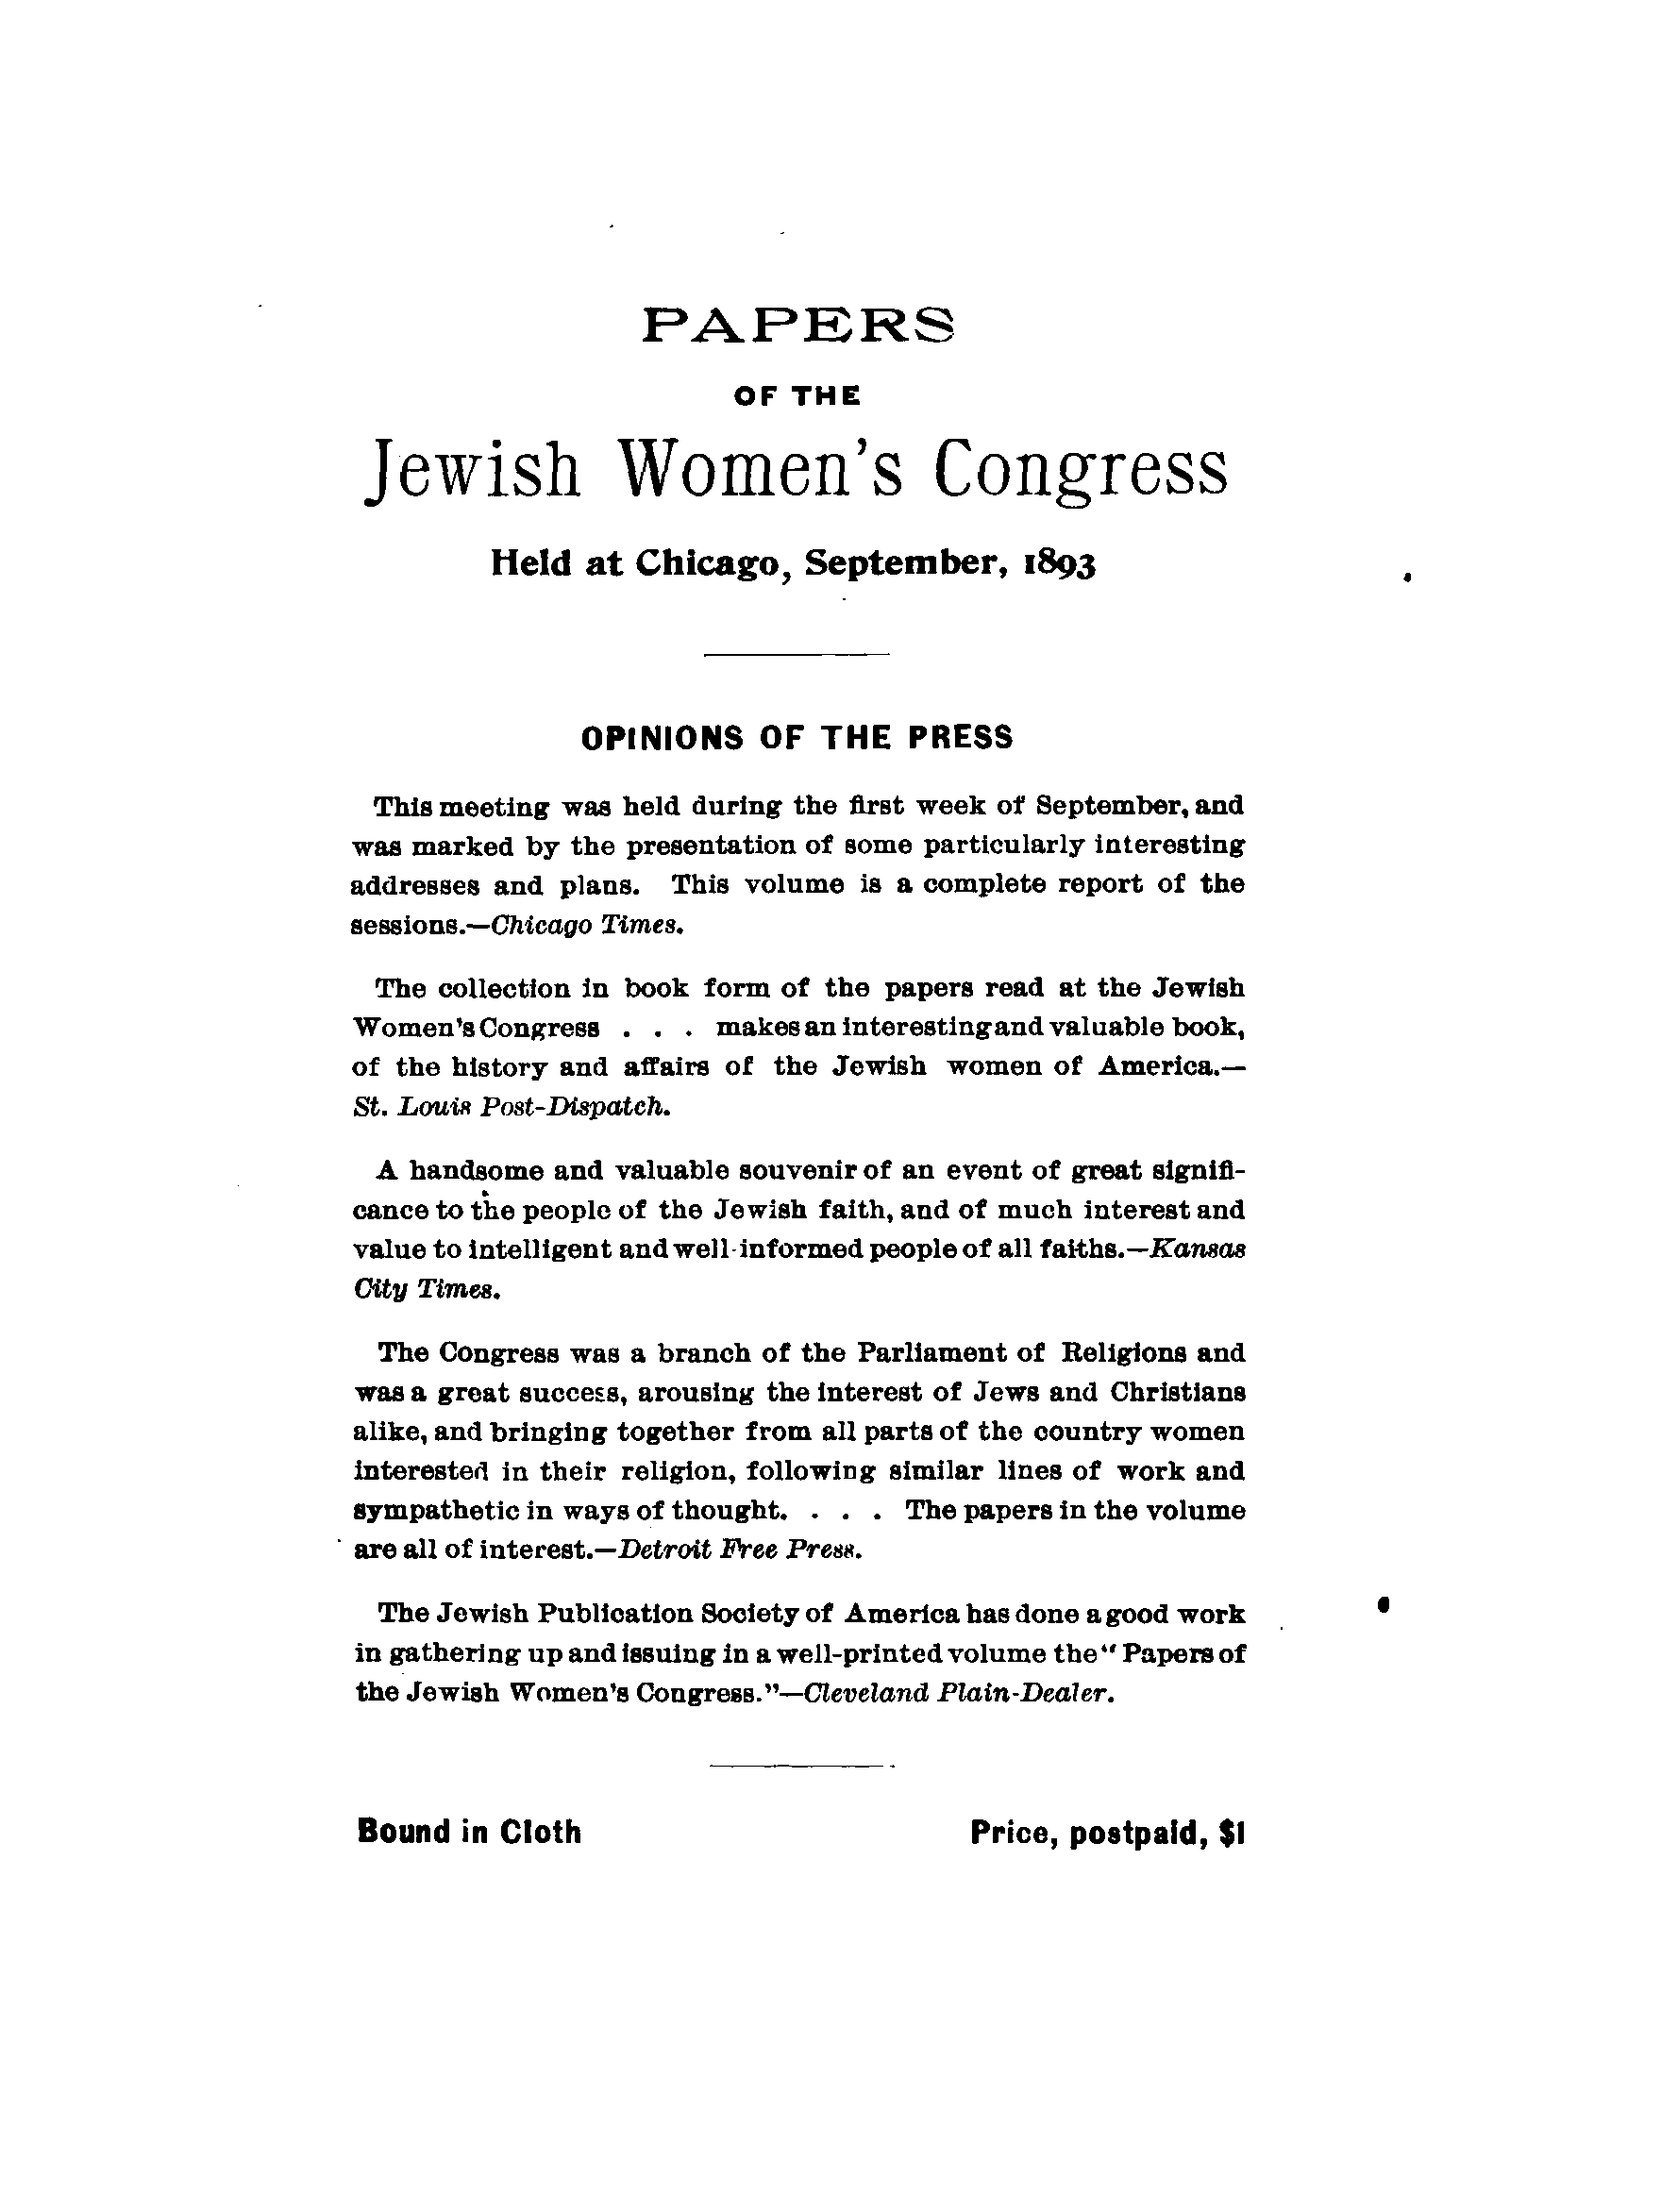 PAPERS
OF THE
Jewish Women's Congress
Held at Chicago, September, 1893
OPINIONS OF THE PRESS
This meeting was held during the first week of September, and
was marked by the presentation of some particularly interesting
addresses and plans. This volume is a complete report of the
sessions.—Chicago Times.
The collection in book form of the papers read at the Jewish
Women's Congress . . . makes an interesting and valuable book,
of the history and affairs of the Jewish women of America.—
St. Louis Post-Dispatch.
A handsome and valuable souvenir of an event of great signifi-
cance to the people of the Jewish faith, and of much interest and
value to intelligent and well-informed people of all faiths.—Kansas
City Times.
The Congress was a branch of the Parliament of Religions and
was a great success, arousing the interest of Jews and Christians
alike, and bringing together from all parts of the country women
interested in their religion, following similar lines of work and
sympathetic in ways of thought. . . . The papers in the volume
are all of interest.—Detroit Free Press.
The Jewish Publication Society of America has done a good work
in gathering up and issuing in a well-printed volume the "Papers of
the Jewish Women's Congress."—Cleveland Plain-Dealer.
Bound in Cloth Price, postpaid, $1